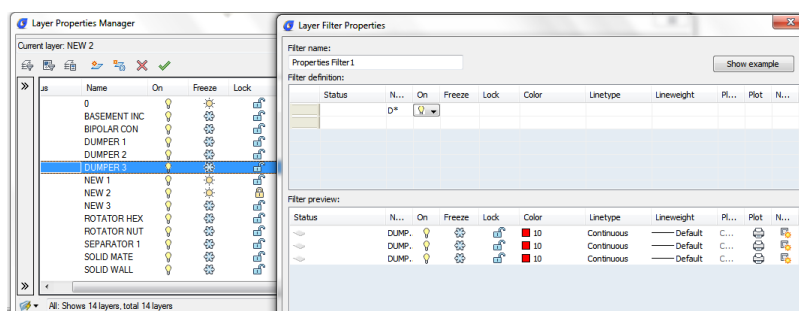 Layer Properties Manager
Current layer: NEW 2
us Name On Freeze Lock
0
BASEMENT INC
BIPOLAR CON
DUMPER 1
DUMPER 2
DUMPER 3
NEW 1
NEW 2
NEW 3
ROTATOR HEX
ROTATOR NUT
SEPARATOR 1
SOLID MATE
SOLID WALL
All: Shows 14 layers, total 14 layers
Layer Filter Properties
Filter name:
Properties Filter1
Show example
Filter definition:
Status N... On Freeze Lock Color Linetype Lineweight Pl... Plot N...
D*
Filter preview:
Status N... On Freeze Lock Color Linetype Lineweight Pl... Plot N...
DUMP. 10 Continuous Default C...
DUMP. 10 Continuous Default C...
DUMP. 10 Continuous Default C...